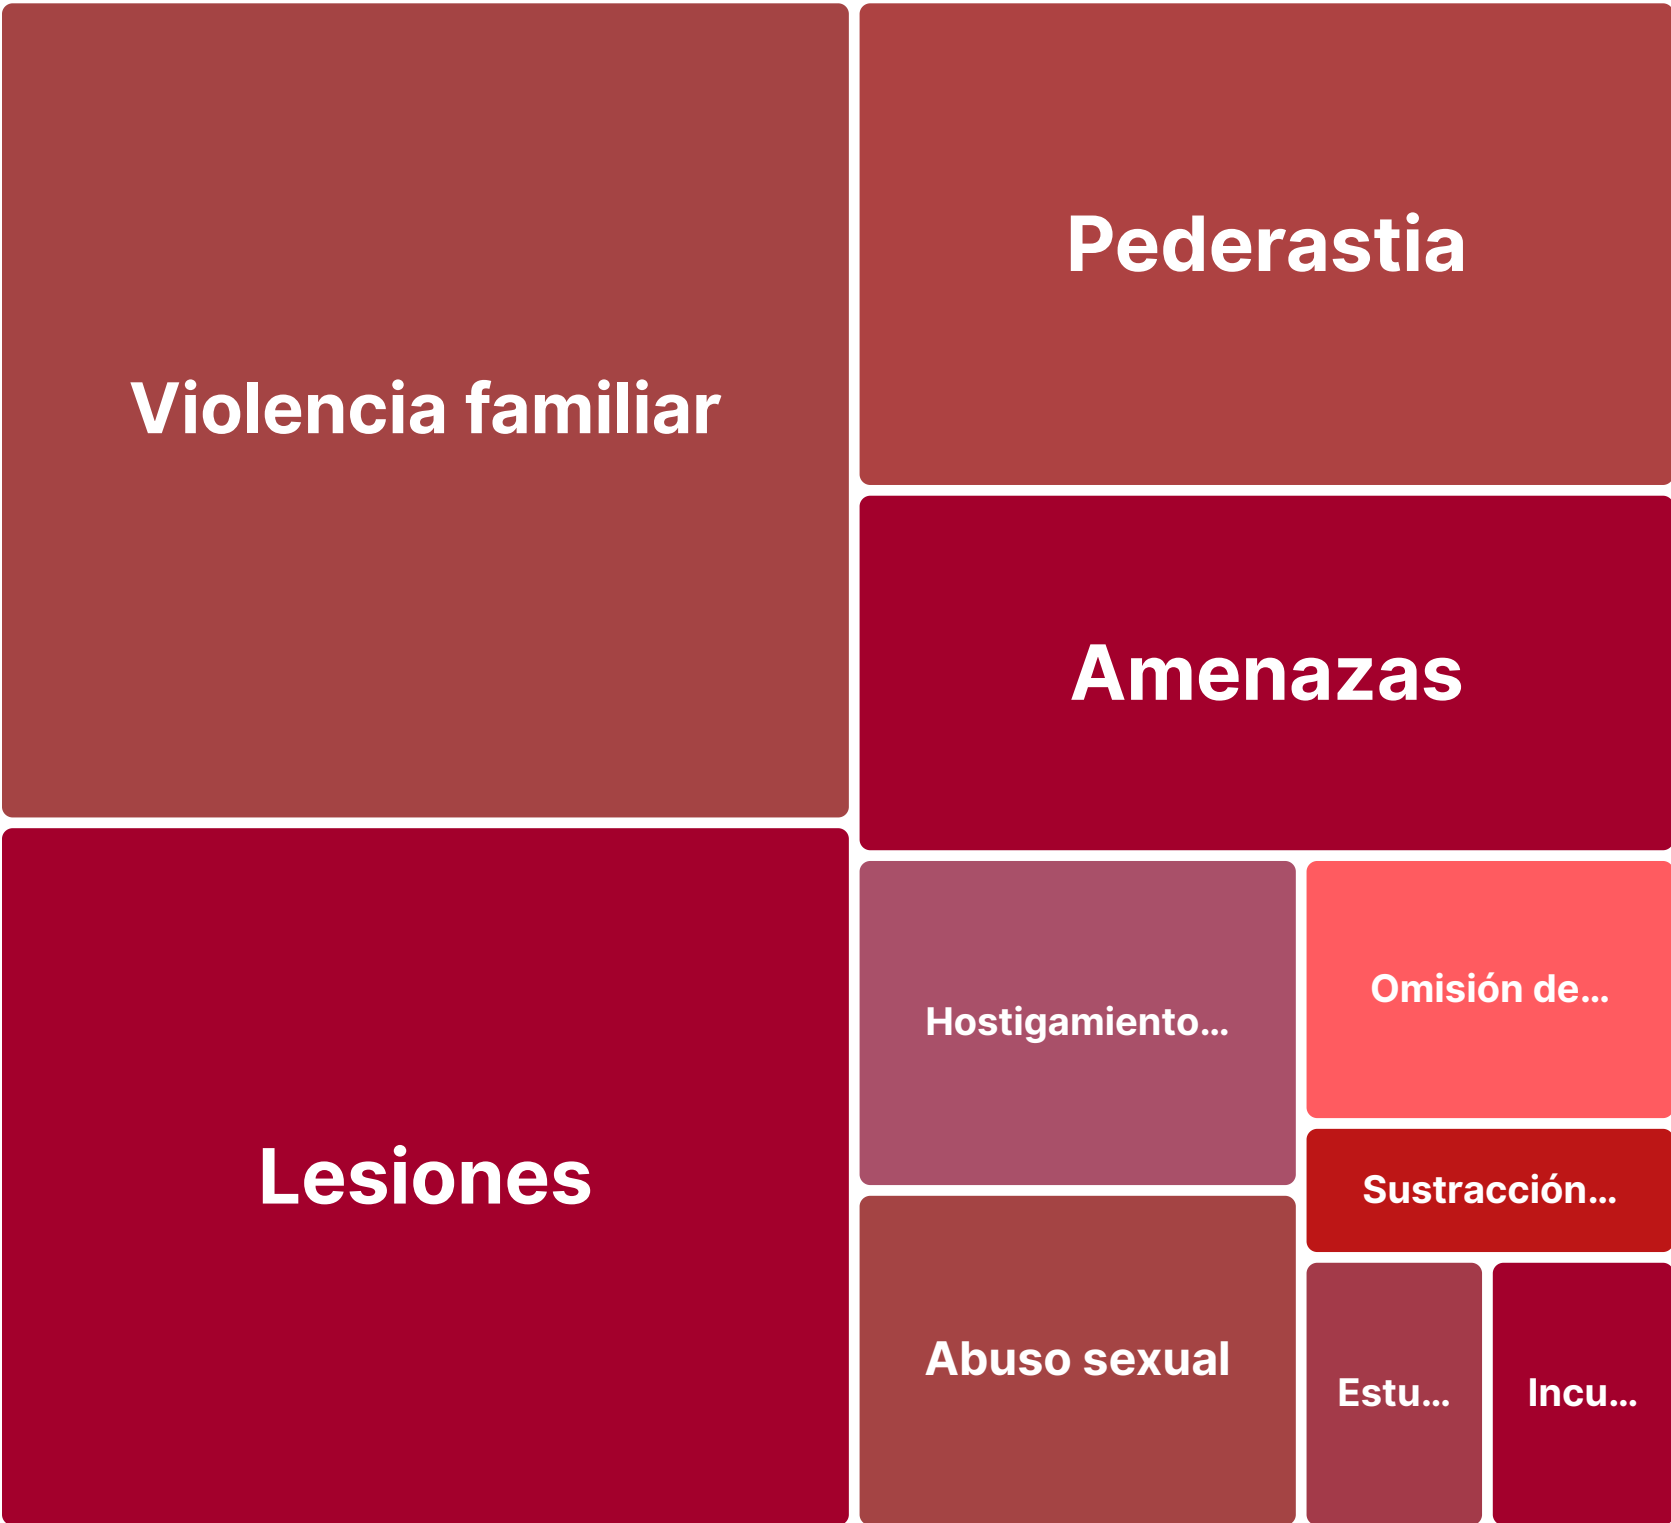 Violencia familiar
Pederastia
Amenazas
Lesiones
Hostigamiento...
Omisión de...
Sustracción...
Abuso sexual
Estu...
Incu...